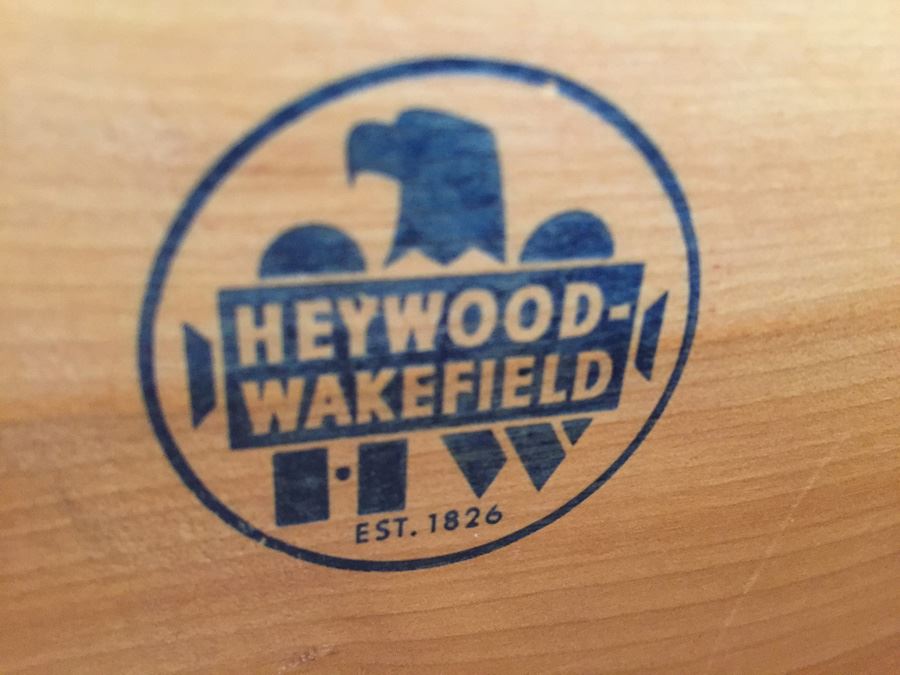 HEYWOOD-
WAKEFIELD
H·W
EST. 1826